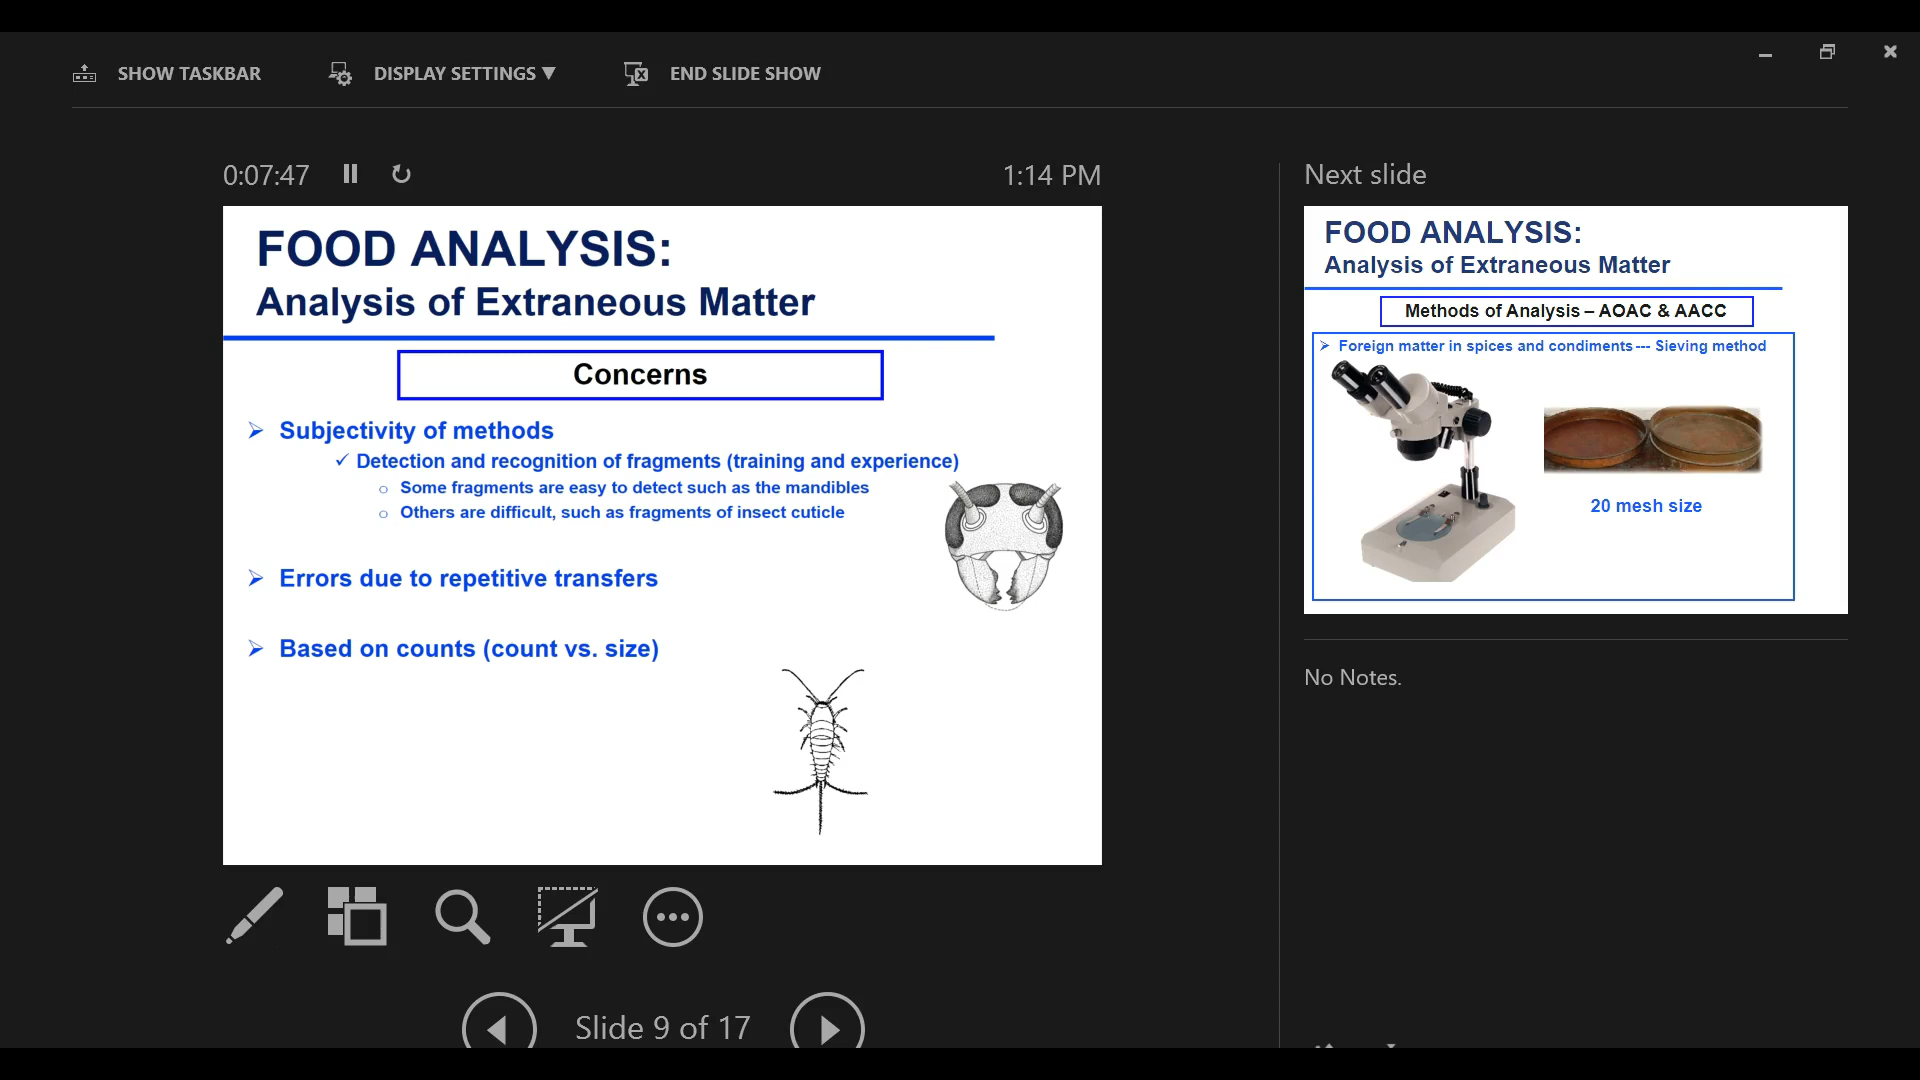 SHOW TASKBAR
DISPLAY SETTINGS ▼
END SLIDE SHOW
0:07:47
1:14 PM
FOOD ANALYSIS:
Analysis of Extraneous Matter
Concerns
➢ Subjectivity of methods
✓ Detection and recognition of fragments (training and experience)
○ Some fragments are easy to detect such as the mandibles
○ Others are difficult, such as fragments of insect cuticle
➢ Errors due to repetitive transfers
➢ Based on counts (count vs. size)
Slide 9 of 17
Next slide
FOOD ANALYSIS:
Analysis of Extraneous Matter
Methods of Analysis – AOAC & AACC
➢ Foreign matter in spices and condiments --- Sieving method
20 mesh size
No Notes.